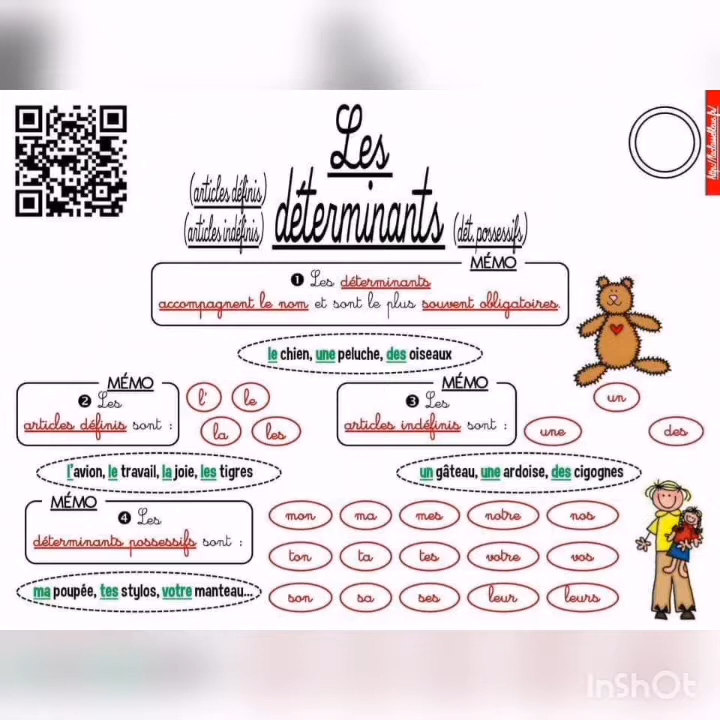 Les
(articles définis)
(articles indéfinis) déterminants (dét. possessifs)
MÉMO
❶ Les déterminants
accompagnent le nom et sont le plus souvent obligatoires.
le chien, une peluche, des oiseaux
MÉMO
❷ Les
articles définis sont :
l'
le
la
les
l'avion, le travail, la joie, les tigres
MÉMO
❸ Les
articles indéfinis sont :
un
une
des
un gâteau, une ardoise, des cigognes
MÉMO
❹ Les
déterminants possessifs sont :
mon ma mes notre nos
ton ta tes votre vos
son sa ses leur leurs
ma poupée, tes stylos, votre manteau...
InShOt